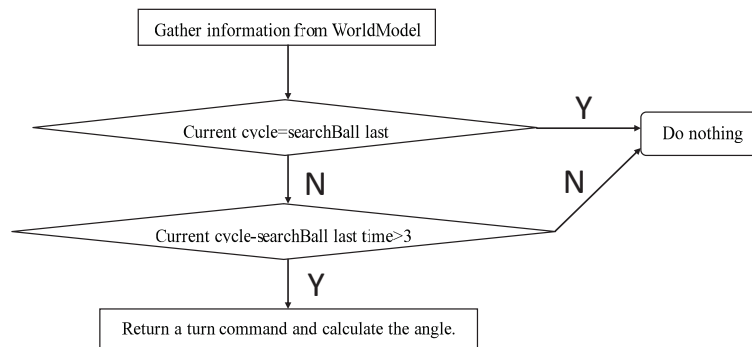 Gather information from WorldModel
Current cycle=searchBall last
Y
Do nothing
N
N
Current cycle-searchBall last time>3
Y
Return a turn command and calculate the angle.